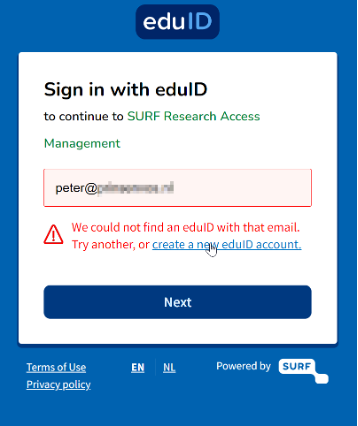 eduID
Sign in with eduID
to continue to SURF Research Access
Management
peter@
We could not find an eduID with that email.
Try another, or create a new eduID account.
Next
Terms of Use
EN | NL
Powered by SURF
Privacy policy